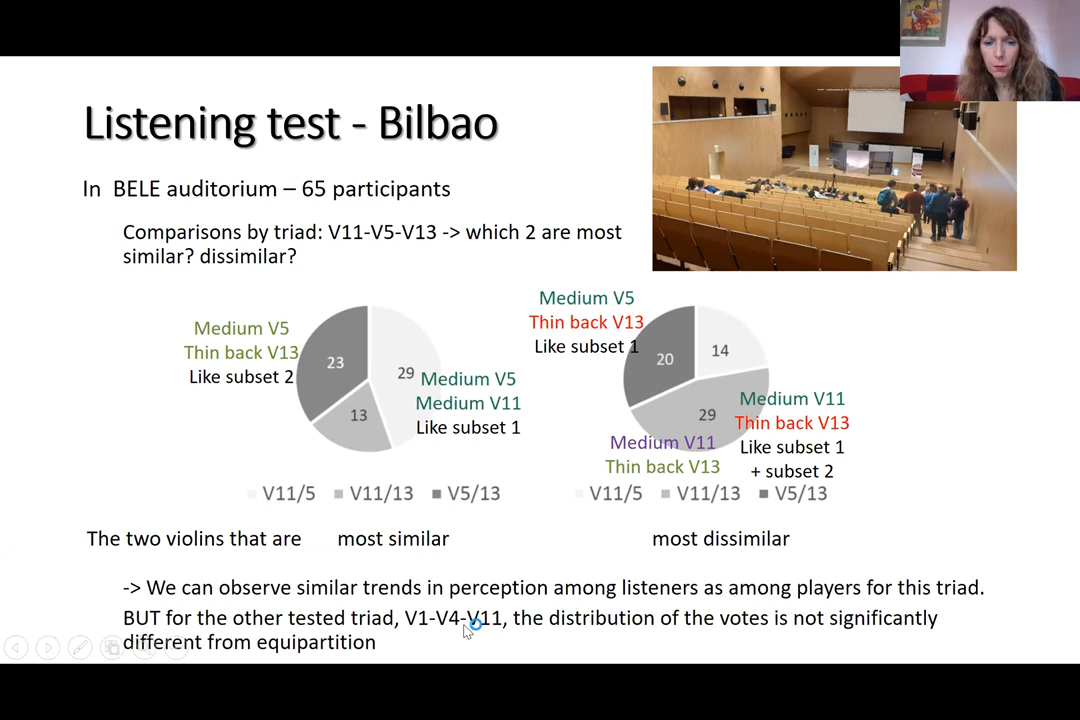 Listening test - Bilbao
In BELE auditorium – 65 participants
Comparisons by triad: V11-V5-V13 -> which 2 are most
similar? dissimilar?
Medium V5
Thin back V13
Like subset 2
23
29
13
Medium V5
Medium V11
Like subset 1
V11/5 V11/13 V5/13
Medium V5
Thin back V13
Like subset 1
20
14
29
Medium V11
Thin back V13
Like subset 1
+ subset 2
Medium V11
Thin back V13
V11/5 V11/13 V5/13
The two violins that are most similar most dissimilar
-> We can observe similar trends in perception among listeners as among players for this triad.
BUT for the other tested triad, V1-V4-V11, the distribution of the votes is not significantly
different from equipartition